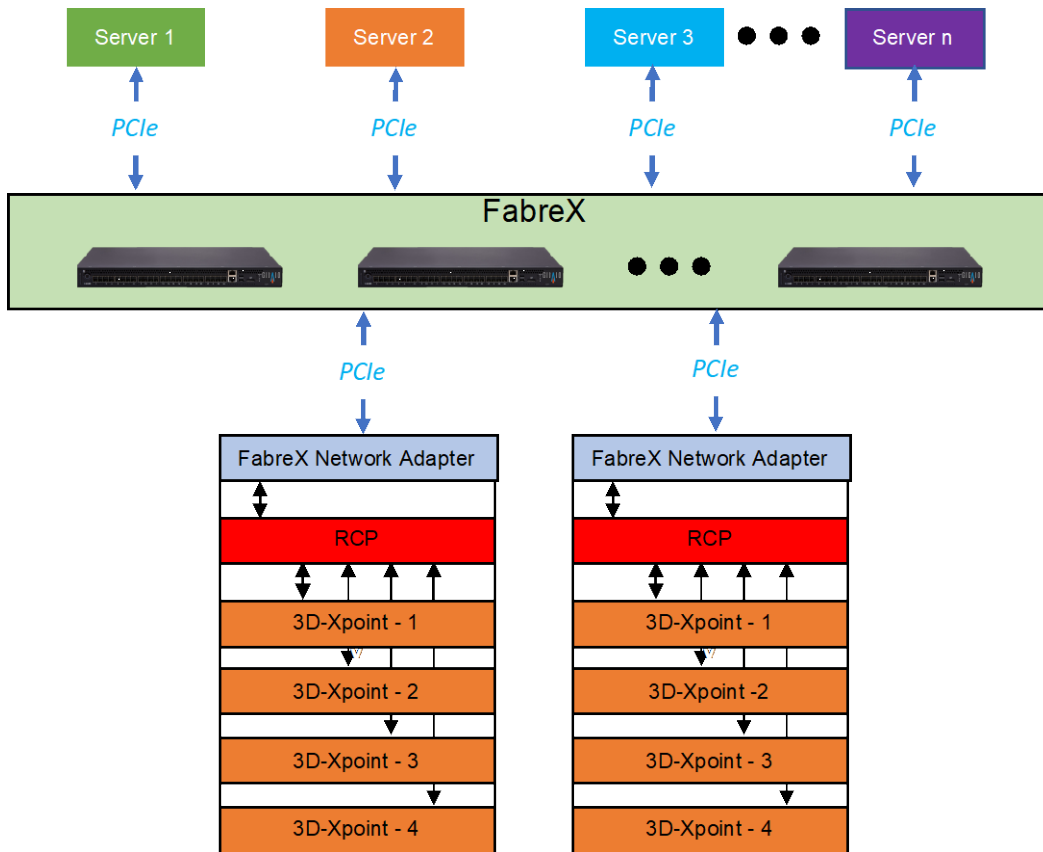 Server 1
Server 2
Server 3
Server n
PCIe
PCIe
PCIe
PCIe
FabreX
PCIe
PCIe
FabreX Network Adapter
FabreX Network Adapter
RCP
RCP
3D-Xpoint - 1
3D-Xpoint - 1
3D-Xpoint - 2
3D-Xpoint -2
3D-Xpoint - 3
3D-Xpoint - 3
3D-Xpoint - 4
3D-Xpoint - 4